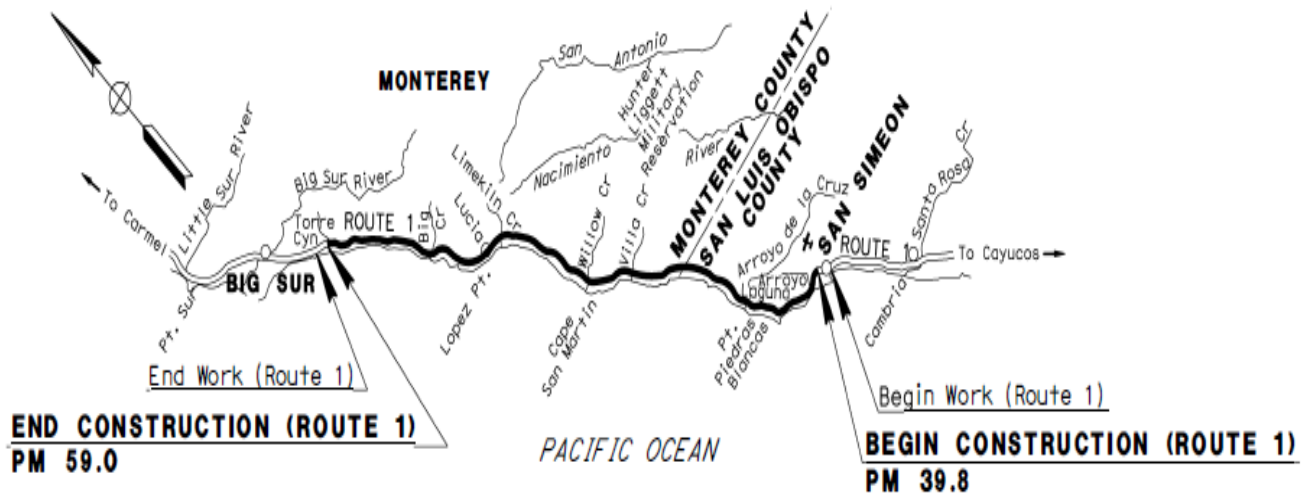 MONTEREY
San Antonio
Hunter
Liggett
Military
Reservation
Nacimiento River
MONTEREY COUNTY
SAN LUIS OBISPO
COUNTY
SAN SIMEON
Santa Rosa Cr
To Carmel
Little Sur River
Big Sur River
Torre
Cyn
ROUTE 1
Big
Cr
Lucia
Limekiln Cr
Willow Cr
Villa Cr
Arroyo de la Cruz
Arroyo
Laguna
ROUTE 1
To Cayucos
Pt. Sur
BIG SUR
Lopez Pt.
Cape
San Martin
Pt.
Piedras
Blancas
Cambria
End Work (Route 1)
END CONSTRUCTION (ROUTE 1)
PM 59.0
PACIFIC OCEAN
Begin Work (Route 1)
BEGIN CONSTRUCTION (ROUTE 1)
PM 39.8